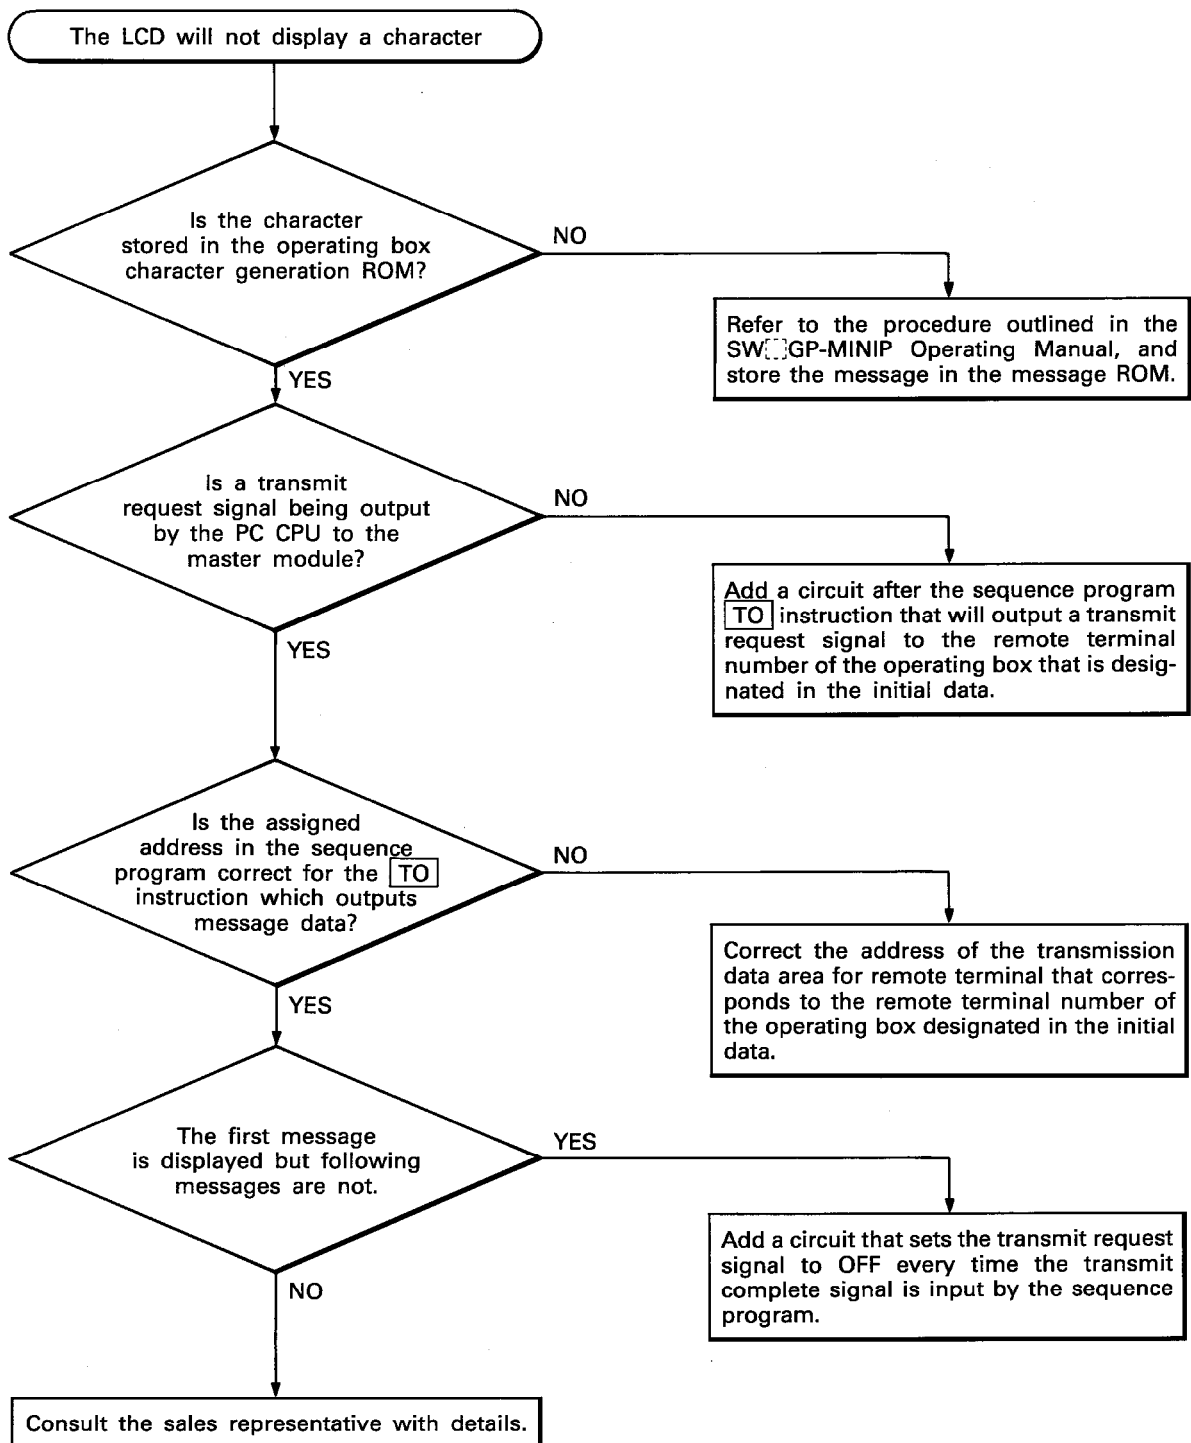 The LCD will not display a character
Is the character
stored in the operating box
character generation ROM?
NO
Refer to the procedure outlined in the
SW[]GP-MINIP Operating Manual, and
store the message in the message ROM.
YES
Is a transmit
request signal being output
by the PC CPU to the
master module?
NO
Add a circuit after the sequence program
TO instruction that will output a transmit
request signal to the remote terminal
number of the operating box that is desig-
nated in the initial data.
YES
Is the assigned
address in the sequence
program correct for the TO
instruction which outputs
message data?
NO
Correct the address of the transmission
data area for remote terminal that corres-
ponds to the remote terminal number of
the operating box designated in the initial
data.
YES
The first message
is displayed but following
messages are not.
YES
Add a circuit that sets the transmit request
signal to OFF every time the transmit
complete signal is input by the sequence
program.
NO
Consult the sales representative with details.